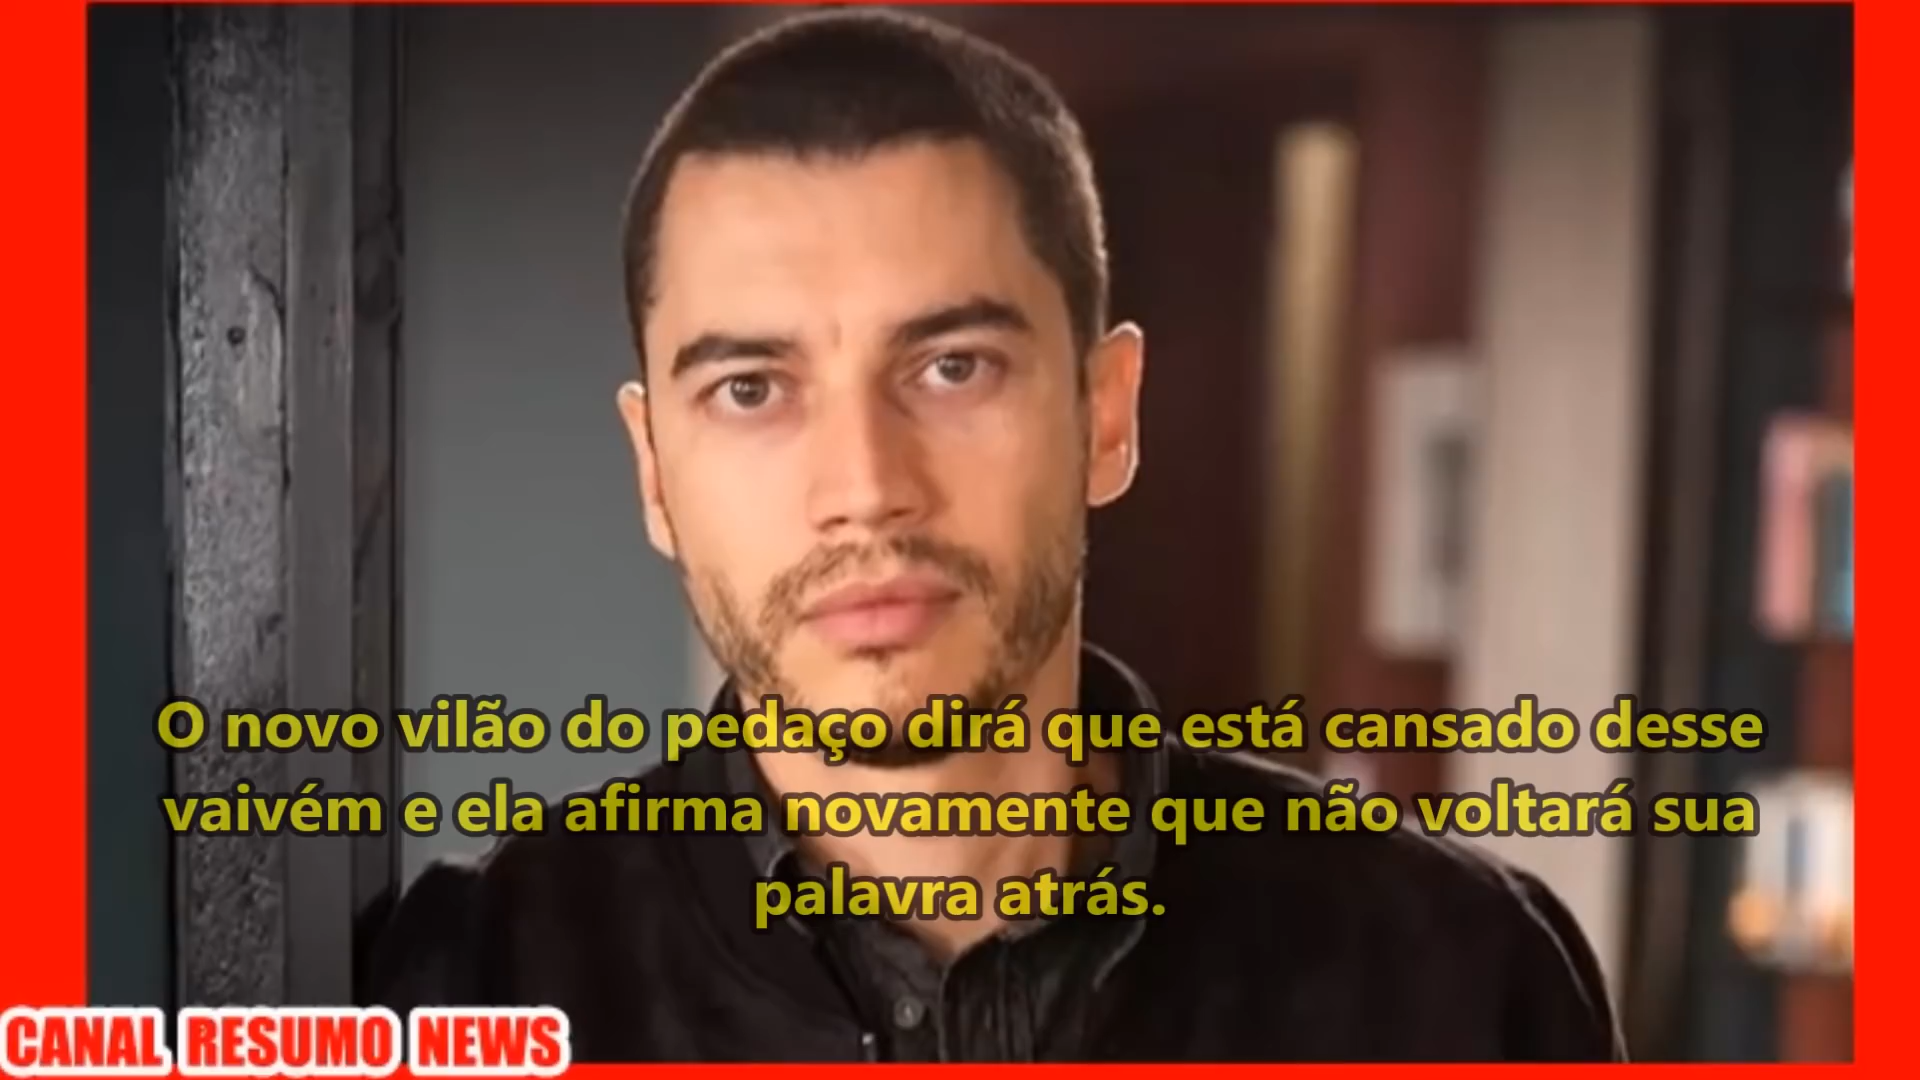 O novo vilão do pedaço dirá que está cansado desse
vaivém e ela afirma novamente que não voltará sua
palavra atrás.
CANAL RESUMO NEWS